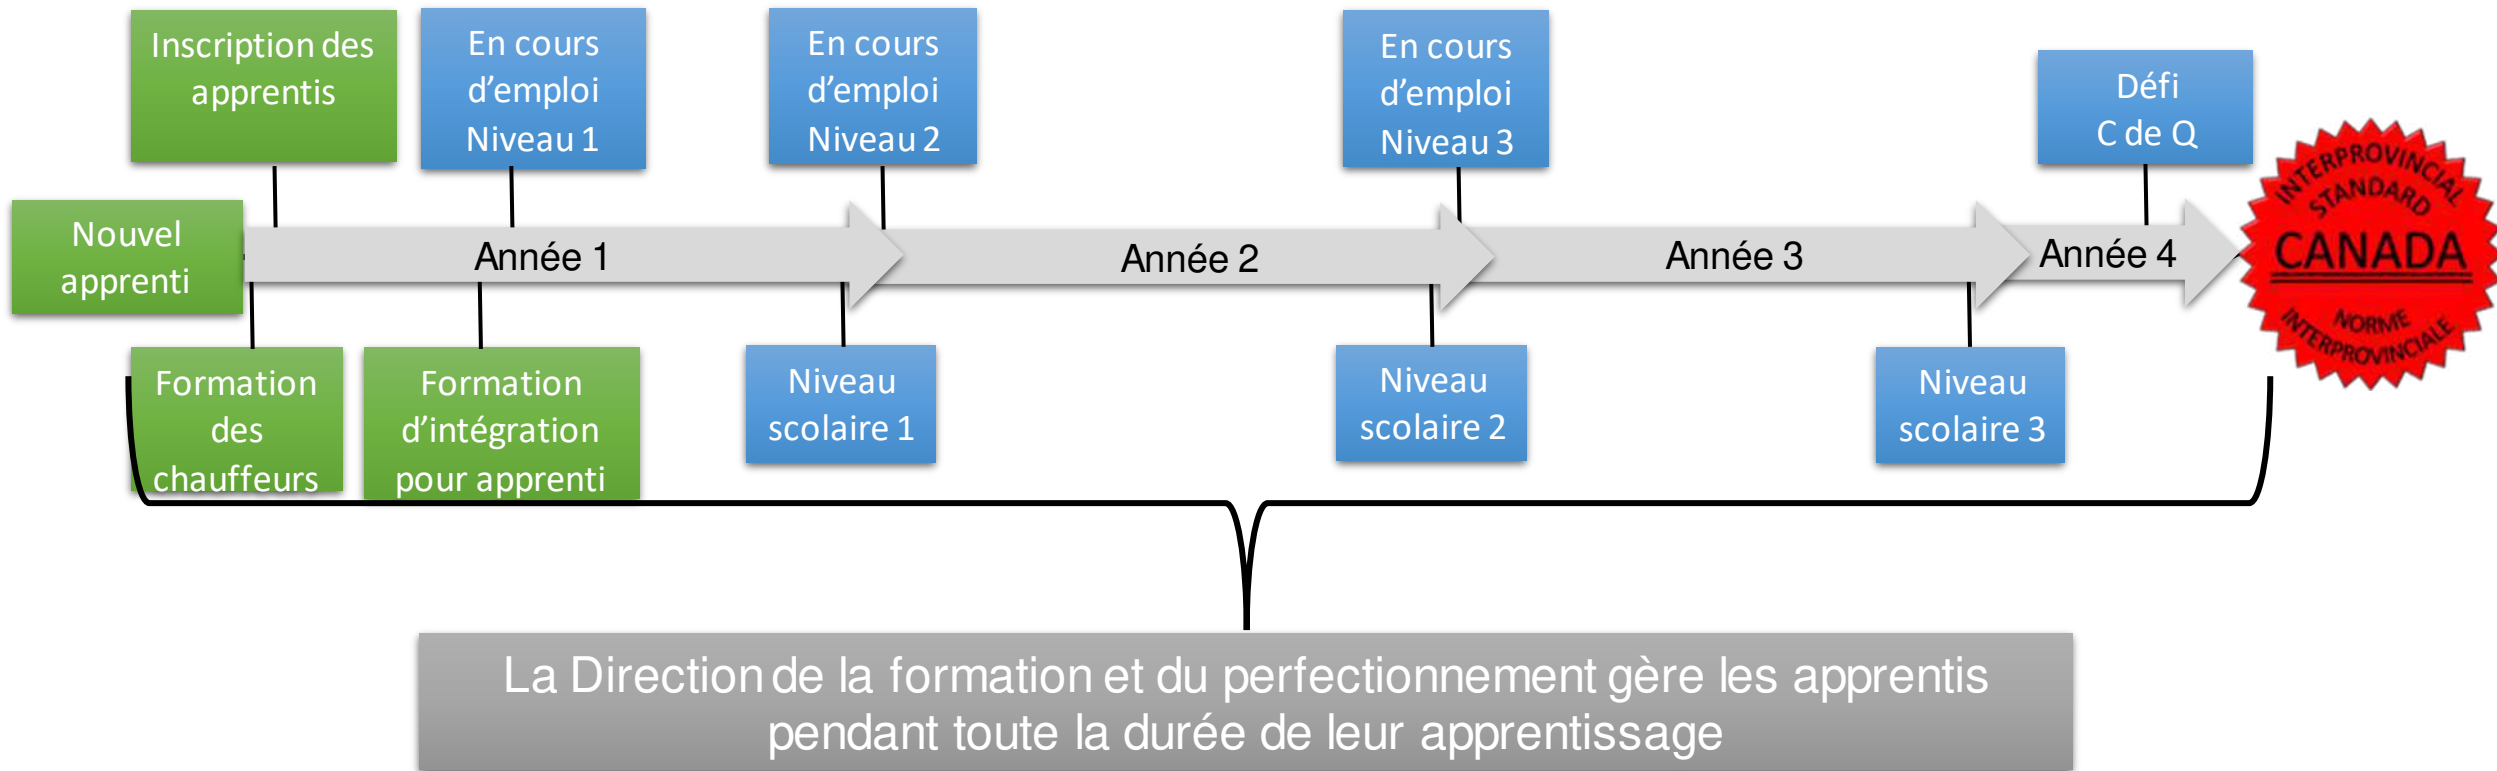 Inscription des
apprentis
En cours
d’emploi
Niveau 1
En cours
d’emploi
Niveau 2
En cours
d’emploi
Niveau 3
Défi
C de Q
Nouvel
apprenti
Année 1
Année 2
Année 3
Année 4
INTERPROVINCIAL
STANDARD
CANADA
NORME
INTERPROVINCIALE
Formation
des
chauffeurs
Formation
d’intégration
pour apprenti
Niveau
scolaire 1
Niveau
scolaire 2
Niveau
scolaire 3
La Direction de la formation et du perfectionnement gère les apprentis
pendant toute la durée de leur apprentissage